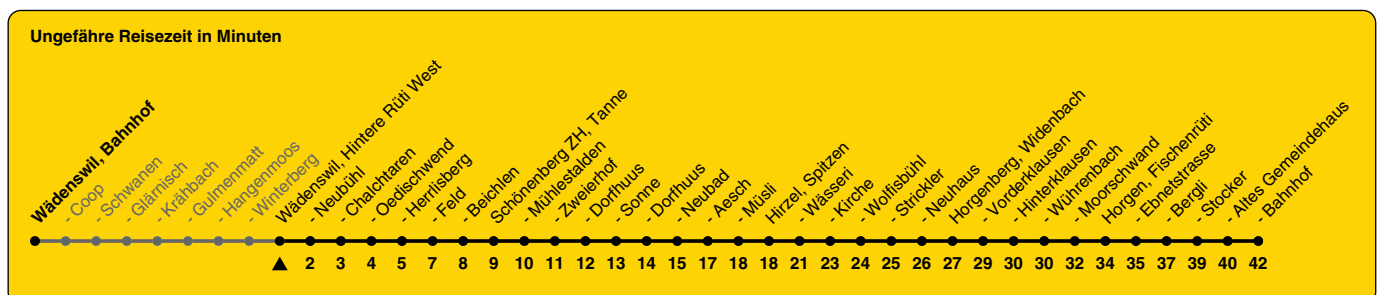 Ungefähre Reisezeit in Minuten
Wädenswil, Bahnhof
- Coop
- Schwanen
- Glärnisch
- Krähbach
- Gulmenmatt
- Hangenmoos
- Winterberg
Wädenswil, Hintere Rüti West
- Neubühl
- Chalchtaren
- Oedischwend
- Herrlisberg
- Feld
- Beichlen
Schönenberg ZH, Tanne
- Mühlestalden
- Zweierhof
- Dorfhuus
- Sonne
- Dorfhuus
- Neubad
- Aesch
- Müsli
Hirzel, Spitzen
- Wässeri
- Kirche
- Wolfisbühl
- Strickler
- Neuhaus
Horgenberg, Widenbach
- Vorderklausen
- Hinterklausen
- Wührenbach
- Moorschwand
Horgen, Fischenrüti
- Ebnetstrasse
- Bergli
- Stocker
- Altes Gemeindehaus
- Bahnhof
▲ 2 3 4 5 7 8 9 10 11 12 13 14 15 17 18 18 21 23 24 25 26 27 29 30 30 32 34 35 37 39 40 42